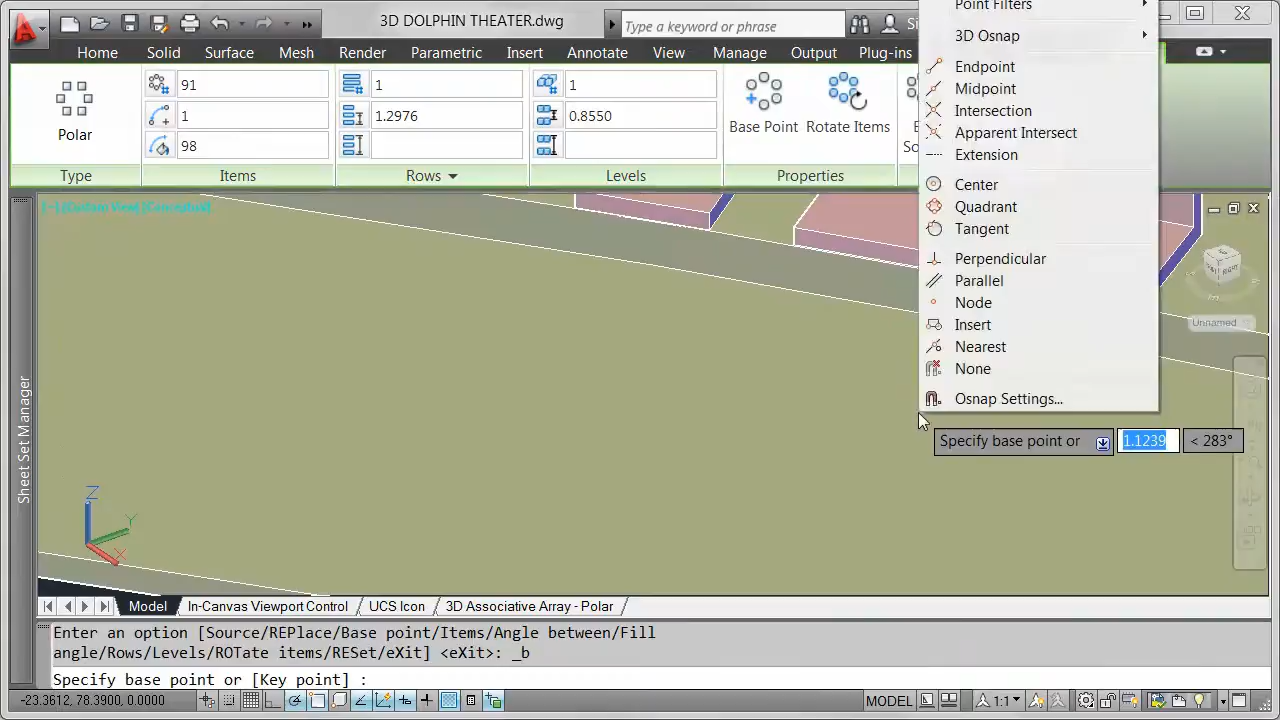 3D DOLPHIN THEATER.dwg
Type a keyword or phrase
Si
Point Filters
Home Solid Surface Mesh Render Parametric Insert Annotate View Manage Output Plug-ins
3D Osnap
Endpoint
Midpoint
Intersection
Apparent Intersect
Extension
Center
Quadrant
Tangent
Perpendicular
Parallel
Node
Insert
Nearest
None
Osnap Settings...
91 1 1
1 1.2976 0.8550
98
Polar
Base Point Rotate Items
Type Items Rows Levels Properties
[−] [Custom View] [Conceptual]
RIGHT
Unnamed
Sheet Set Manager
Specify base point or 1.1239 < 283°
Z
Y
X
Model In-Canvas Viewport Control UCS Icon 3D Associative Array - Polar
Enter an option [Source/REPlace/Base point/Items/Angle between/Fill
angle/Rows/Levels/ROTate items/RESet/eXit] <eXit>: _b
Specify base point or [Key point] :
-23.3612, 78.3900, 0.0000
MODEL
1:1